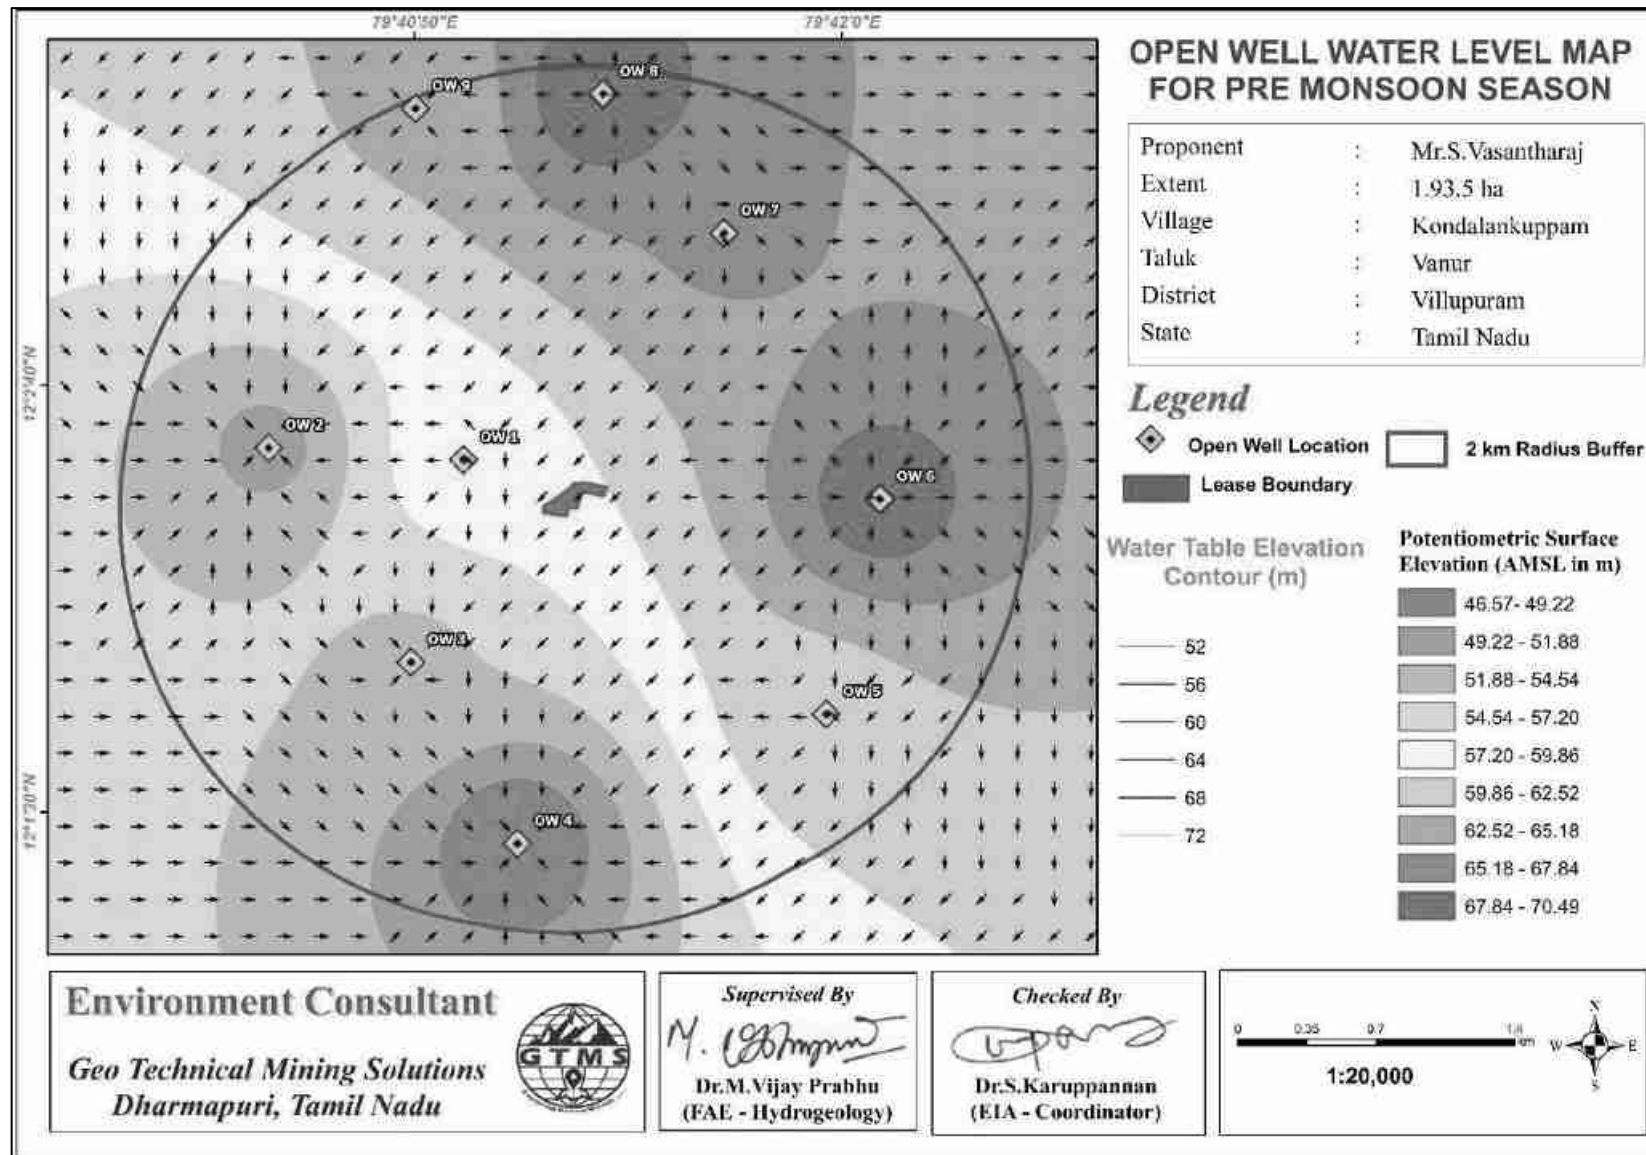 79°40'50"E
79°42'0"E
OW 9
OW 8
OW 7
OW 2
OW 1
OW 6
OW 3
OW 5
OW 4
12°2'40"N
12°1'30"N
OPEN WELL WATER LEVEL MAP
FOR PRE MONSOON SEASON
Proponent : Mr.S.Vasantharaj
Extent : 1.93.5 ha
Village : Kondalankuppam
Taluk : Vanur
District : Villupuram
State : Tamil Nadu
Legend
Open Well Location
2 km Radius Buffer
Lease Boundary
Water Table Elevation
Contour (m)
52
56
60
64
68
72
Potentiometric Surface
Elevation (AMSL in m)
46.57- 49.22
49.22 - 51.88
51.88 - 54.54
54.54 - 57.20
57.20 - 59.86
59.86 - 62.52
62.52 - 65.18
65.18 - 67.84
67.84 - 70.49
Environment Consultant
Geo Technical Mining Solutions
Dharmapuri, Tamil Nadu
GTMS
Supervised By
Dr.M.Vijay Prabhu
(FAE - Hydrogeology)
Checked By
Dr.S.Karuppannan
(EIA - Coordinator)
0 0.35 0.7 1.4
km
1:20,000
N
W E
S